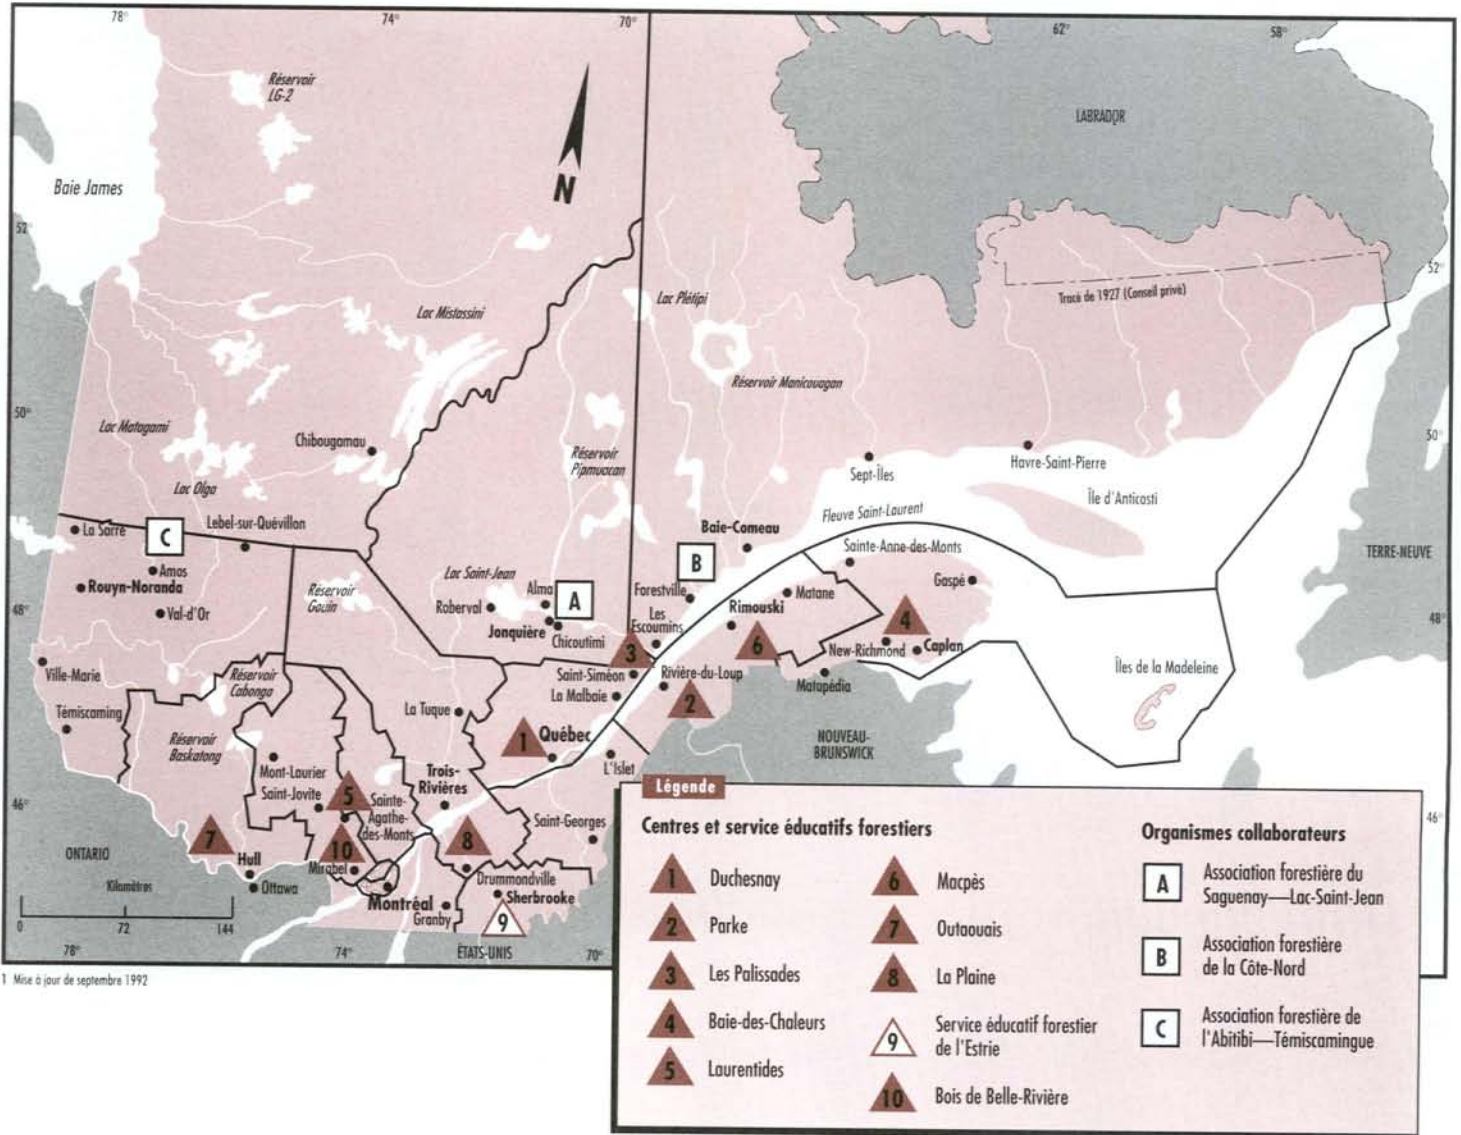 78°
74°
70°
62°
58°
Réservoir
LG-2
LABRADOR
Baie James
N
52°
52°
Lac Plétipi
Tracé de 1927 (Conseil privé)
Lac Mistassini
Réservoir Manicouagan
50°
50°
Lac Matagami
Chibougamau
Réservoir
Pipmuacan
Lac Olga
Sept-Îles
Havre-Saint-Pierre
Île d'Anticosti
Fleuve Saint-Laurent
La Sarre
C
Lebel-sur-Quévillon
Baie-Comeau
Sainte-Anne-des-Monts
TERRE-NEUVE
Amos
B
Rouyn-Noranda
Réservoir
Gouin
Lac Saint-Jean
Alma
A
Forestville
Gaspé
Matane
48°
48°
Val-d'Or
Roberval
Jonquière
Chicoutimi
Les
Escoumins
Rimouski
4
6
3
New-Richmond
Caplan
Ville-Marie
Réservoir
Cabonga
Saint-Siméon
Rivière-du-Loup
Matapédia
Îles de la Madeleine
La Malbaie
2
Témiscaming
La Tuque
Réservoir
Baskatong
1
Québec
NOUVEAU-
BRUNSWICK
L'Islet
Mont-Laurier
Trois-
Rivières
Saint-Jovite
5
Sainte-
Agathe-
des-Monts
46°
46°
Saint-Georges
7
10
8
ONTARIO
Hull
Mirabel
Kilomètres
Ottawa
Drummondville
Montréal
Sherbrooke
Granby
9
0
72
144
78°
74°
ÉTATS-UNIS
70°
1 Mise à jour de septembre 1992
Légende
Centres et service éducatifs forestiers
1 Duchesnay
2 Parke
3 Les Palissades
4 Baie-des-Chaleurs
5 Laurentides
6 Macpès
7 Outaouais
8 La Plaine
9 Service éducatif forestier
de l'Estrie
10 Bois de Belle-Rivière
Organismes collaborateurs
A Association forestière du
Saguenay—Lac-Saint-Jean
B Association forestière
de la Côte-Nord
C Association forestière de
l'Abitibi—Témiscamingue